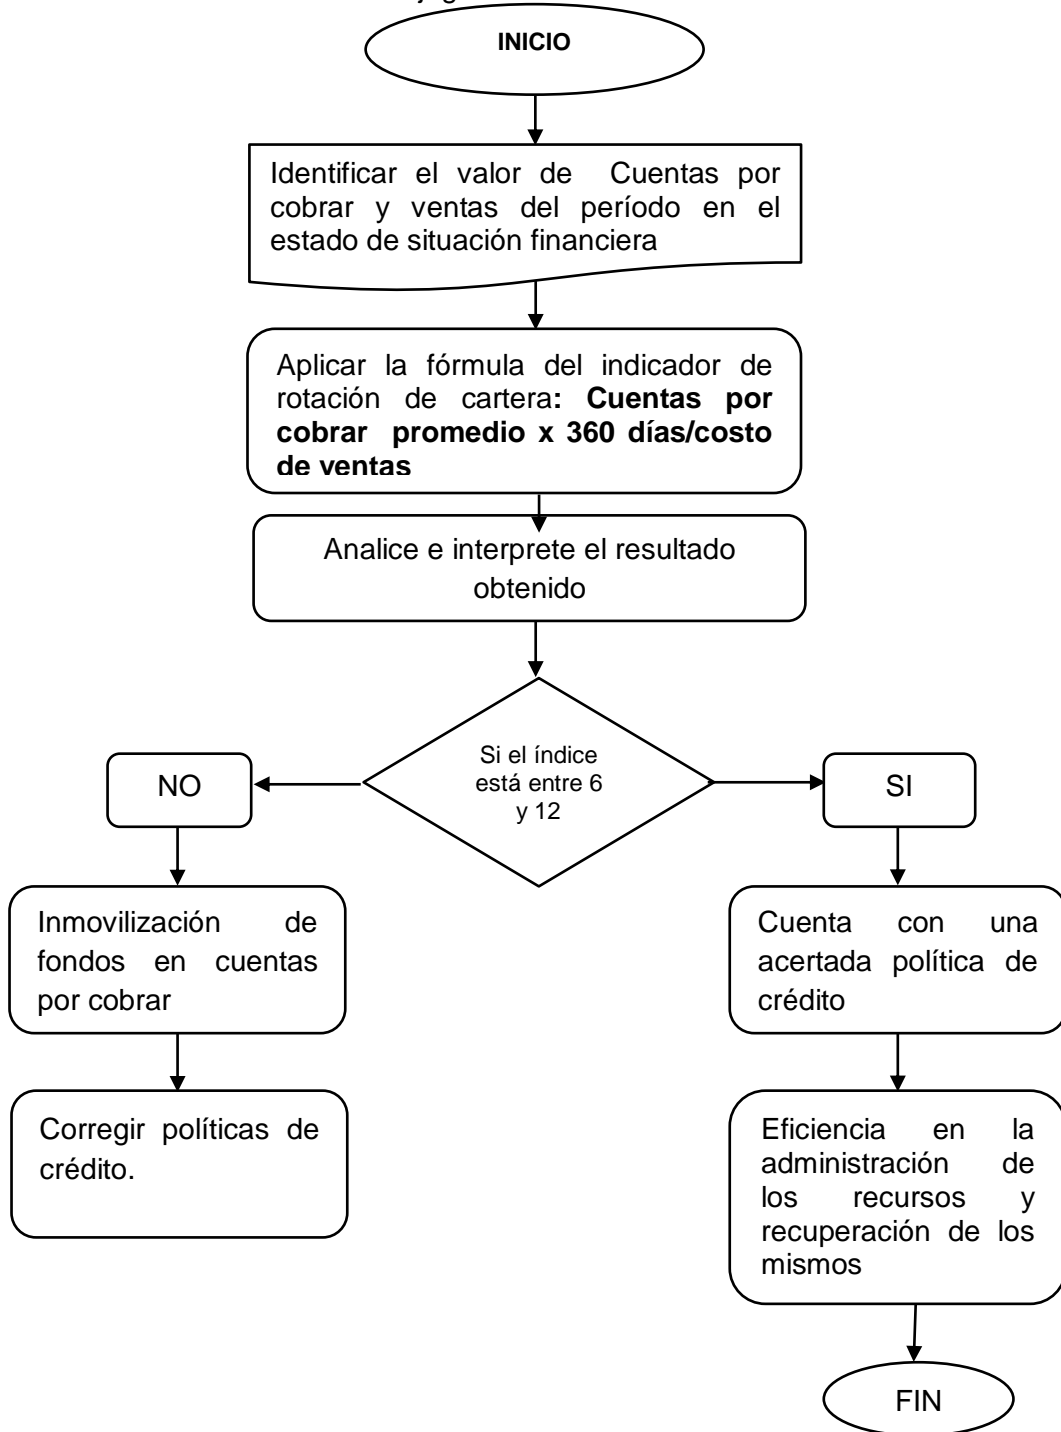 INICIO
Identificar el valor de Cuentas por
cobrar y ventas del período en el
estado de situación financiera
Aplicar la fórmula del indicador de
rotación de cartera: Cuentas por
cobrar promedio x 360 días/costo
de ventas
Analice e interprete el resultado
obtenido
Si el índice
está entre 6
y 12
NO
SI
Inmovilización de
fondos en cuentas
por cobrar
Cuenta con una
acertada política de
crédito
Corregir políticas de
crédito.
Eficiencia en la
administración de
los recursos y
recuperación de los
mismos
FIN